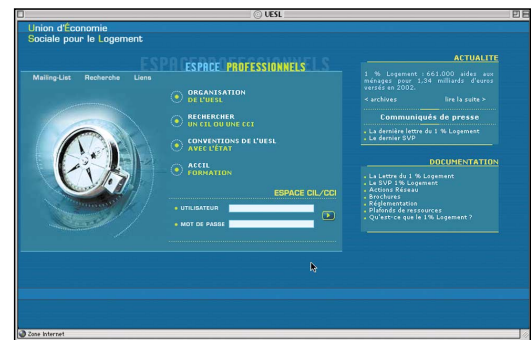 UESL
Union d'Économie
Sociale pour le Logement
ESPACE PROFESSIONNELS
Mailing-List Recherche Liens
ORGANISATION
DE L'UESL
RECHERCHER
UN CIL OU UNE CCI
CONVENTIONS DE L'UESL
AVEC L'ÉTAT
ACCIL
FORMATION
ESPACE CIL/CCI
UTILISATEUR
MOT DE PASSE
ACTUALITE
1 % Logement : 661.000 aides aux
ménages pour 1,34 milliard d'euros
versés en 2002.
< archives lire la suite >
Communiqués de presse
La dernière lettre du 1 % Logement
Le dernier SVP
DOCUMENTATION
La Lettre du 1 % Logement
Le SVP 1% Logement
Actions Réseau
Brochures
Réglementation
Plafonds de ressources
Qu'est-ce que le 1% Logement ?
Zone Internet